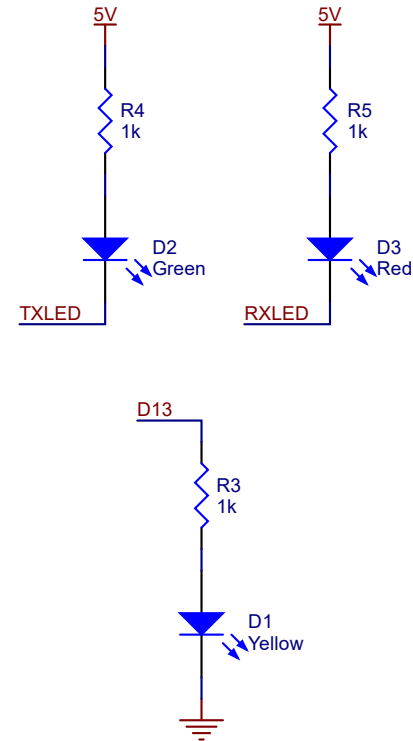 5V
R4
1k
D2
Green
TXLED
5V
R5
1k
D3
Red
RXLED
D13
R3
1k
D1
Yellow